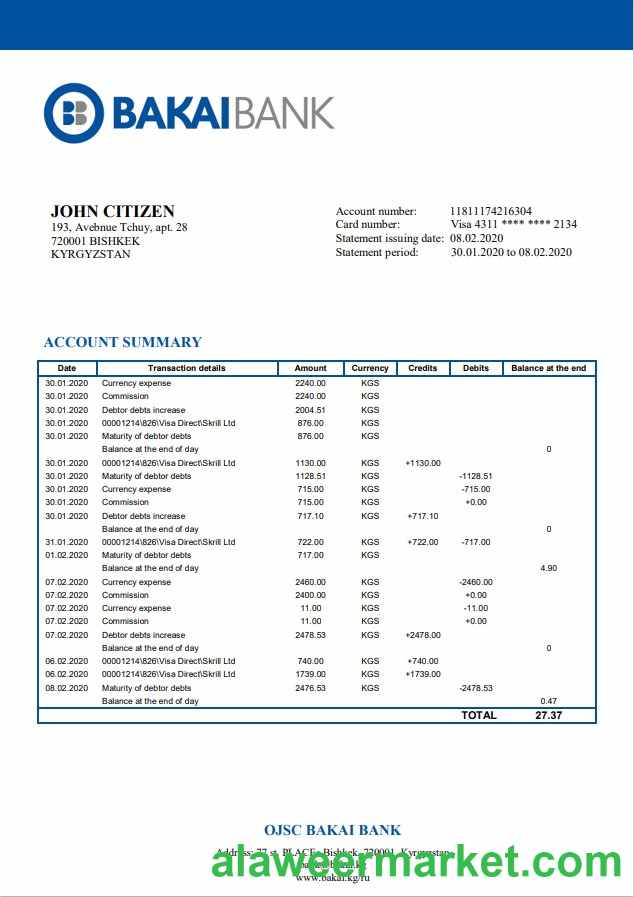 BAKAIBANK
JOHN CITIZEN
193, Avebnue Tchuy, apt. 28
720001 BISHKEK
KYRGYZSTAN
Account number: 11811174216304
Card number: Visa 4311 **** **** 2134
Statement issuing date: 08.02.2020
Statement period: 30.01.2020 to 08.02.2020
ACCOUNT SUMMARY
Date Transaction details Amount Currency Credits Debits Balance at the end
30.01.2020 Currency expense 2240.00 KGS
30.01.2020 Commission 2240.00 KGS
30.01.2020 Debtor debts increase 2004.51 KGS
30.01.2020 00001214\826\Visa Direct\Skrill Ltd 876.00 KGS
30.01.2020 Maturity of debtor debts 876.00 KGS
Balance at the end of day 0
30.01.2020 00001214\826\Visa Direct\Skrill Ltd 1130.00 KGS +1130.00
30.01.2020 Maturity of debtor debts 1128.51 KGS -1128.51
30.01.2020 Currency expense 715.00 KGS -715.00
30.01.2020 Commission 715.00 KGS +0.00
30.01.2020 Debtor debts increase 717.10 KGS +717.10
Balance at the end of day 0
31.01.2020 00001214\826\Visa Direct\Skrill Ltd 722.00 KGS +722.00 -717.00
01.02.2020 Maturity of debtor debts 717.00 KGS
Balance at the end of day 4.90
07.02.2020 Currency expense 2460.00 KGS -2460.00
07.02.2020 Commission 2400.00 KGS +0.00
07.02.2020 Currency expense 11.00 KGS -11.00
07.02.2020 Commission 11.00 KGS +0.00
07.02.2020 Debtor debts increase 2478.53 KGS +2478.00
Balance at the end of day 0
06.02.2020 00001214\826\Visa Direct\Skrill Ltd 740.00 KGS +740.00
06.02.2020 00001214\826\Visa Direct\Skrill Ltd 1739.00 KGS +1739.00
08.02.2020 Maturity of debtor debts 2476.53 KGS -2478.53
Balance at the end of day 0.47
TOTAL 27.37
OJSC BAKAI BANK
Address: 77 st. PLACE, Bishkek, 720001, Kyrgyzstan
alaweermarket.com
www.bakai.kg/ru